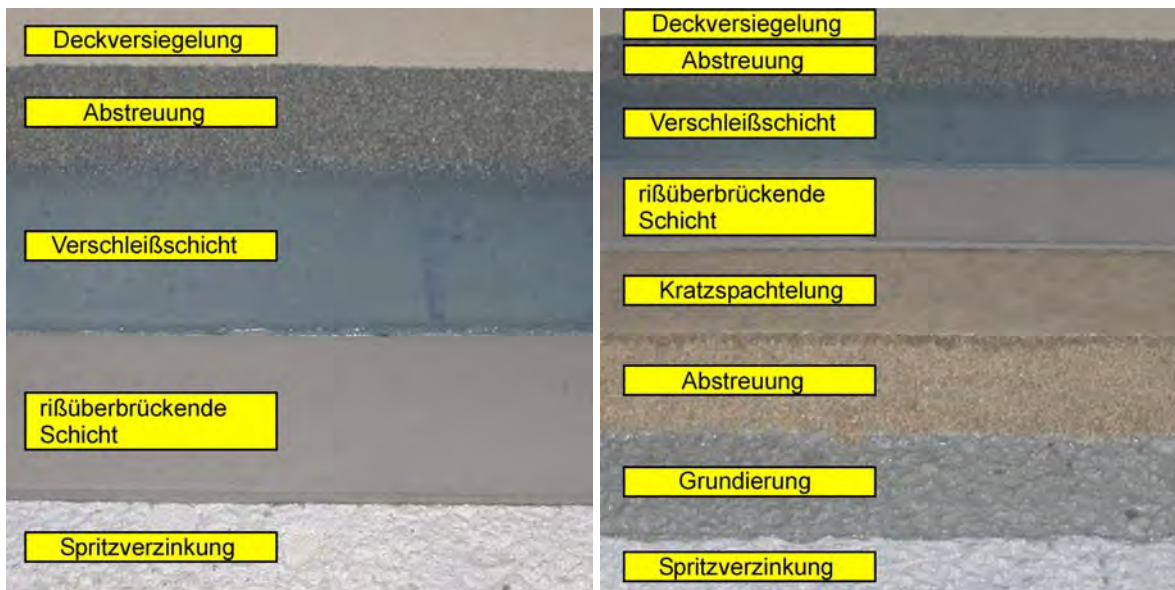 Deckversiegelung
Abstreuung
Verschleißschicht
rißüberbrückende
Schicht
Spritzverzinkung
Deckversiegelung
Abstreuung
Verschleißschicht
rißüberbrückende
Schicht
Kratzspachtelung
Abstreuung
Grundierung
Spritzverzinkung